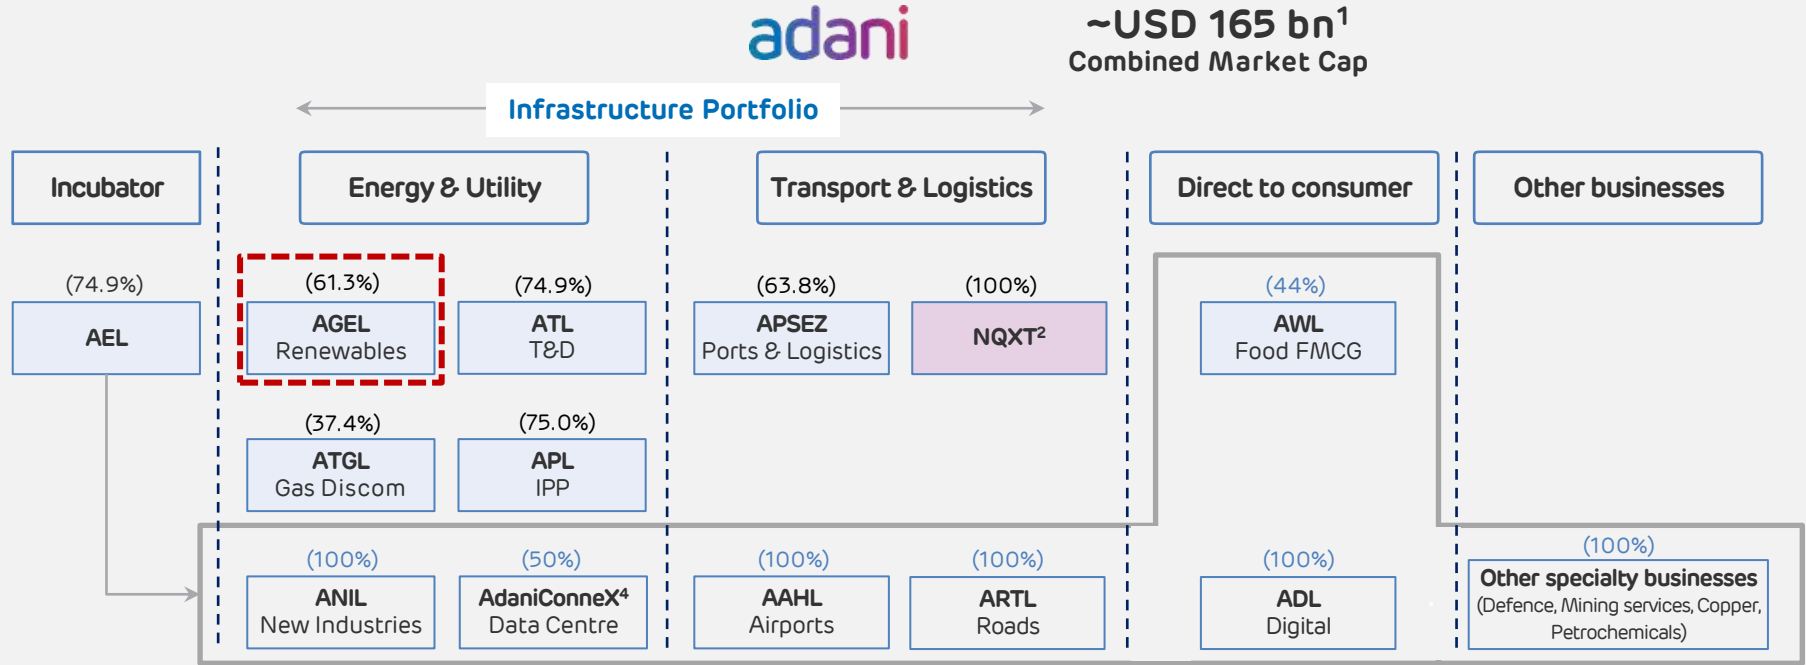 adani
~USD 165 bn¹
Combined Market Cap
Infrastructure Portfolio
Incubator
Energy & Utility
Transport & Logistics
Direct to consumer
Other businesses
(74.9%)
AEL
(61.3%)
AGEL
Renewables
(74.9%)
ATL
T&D
(63.8%)
APSEZ
Ports & Logistics
(100%)
NQXT²
(44%)
AWL
Food FMCG
(37.4%)
ATGL
Gas Discom
(75.0%)
APL
IPP
(100%)
ANIL
New Industries
(50%)
AdaniConneX⁴
Data Centre
(100%)
AAHL
Airports
(100%)
ARTL
Roads
(100%)
ADL
Digital
(100%)
Other specialty businesses
(Defence, Mining services, Copper,
Petrochemicals)